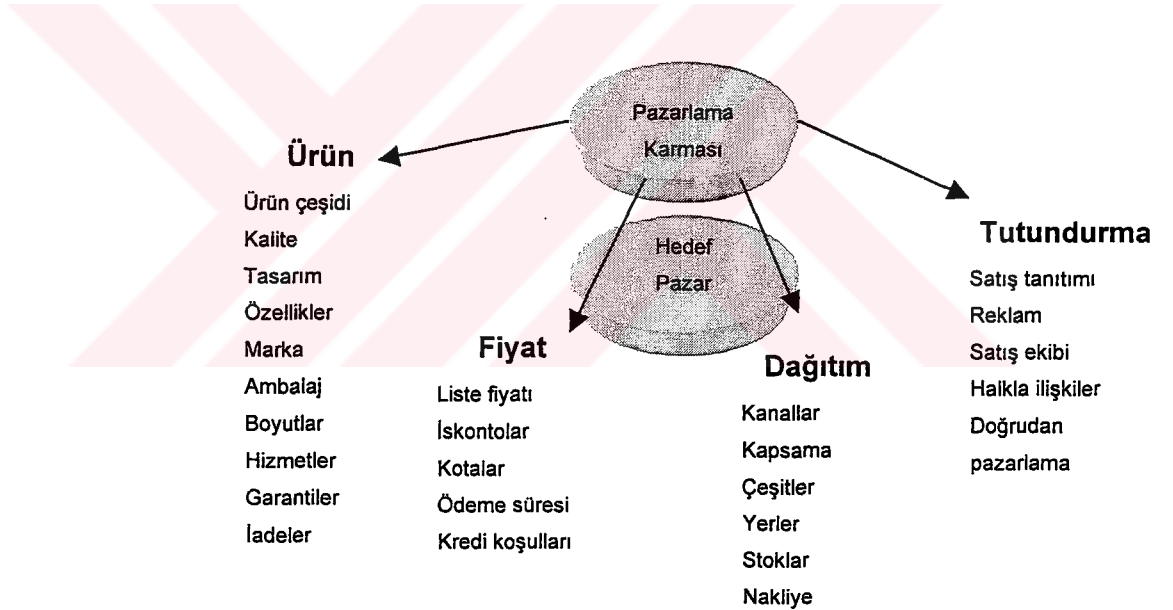 Pazarlama
Karması
Hedef
Pazar
Ürün
Ürün çeşidi
Kalite
Tasarım
Özellikler
Marka
Ambalaj
Boyutlar
Hizmetler
Garantiler
İadeler
Fiyat
Liste fiyatı
İskontolar
Kotalar
Ödeme süresi
Kredi koşulları
Dağıtım
Kanallar
Kapsama
Çeşitler
Yerler
Stoklar
Nakliye
Tutundurma
Satış tanıtımı
Reklam
Satış ekibi
Halkla ilişkiler
Doğrudan
pazarlama